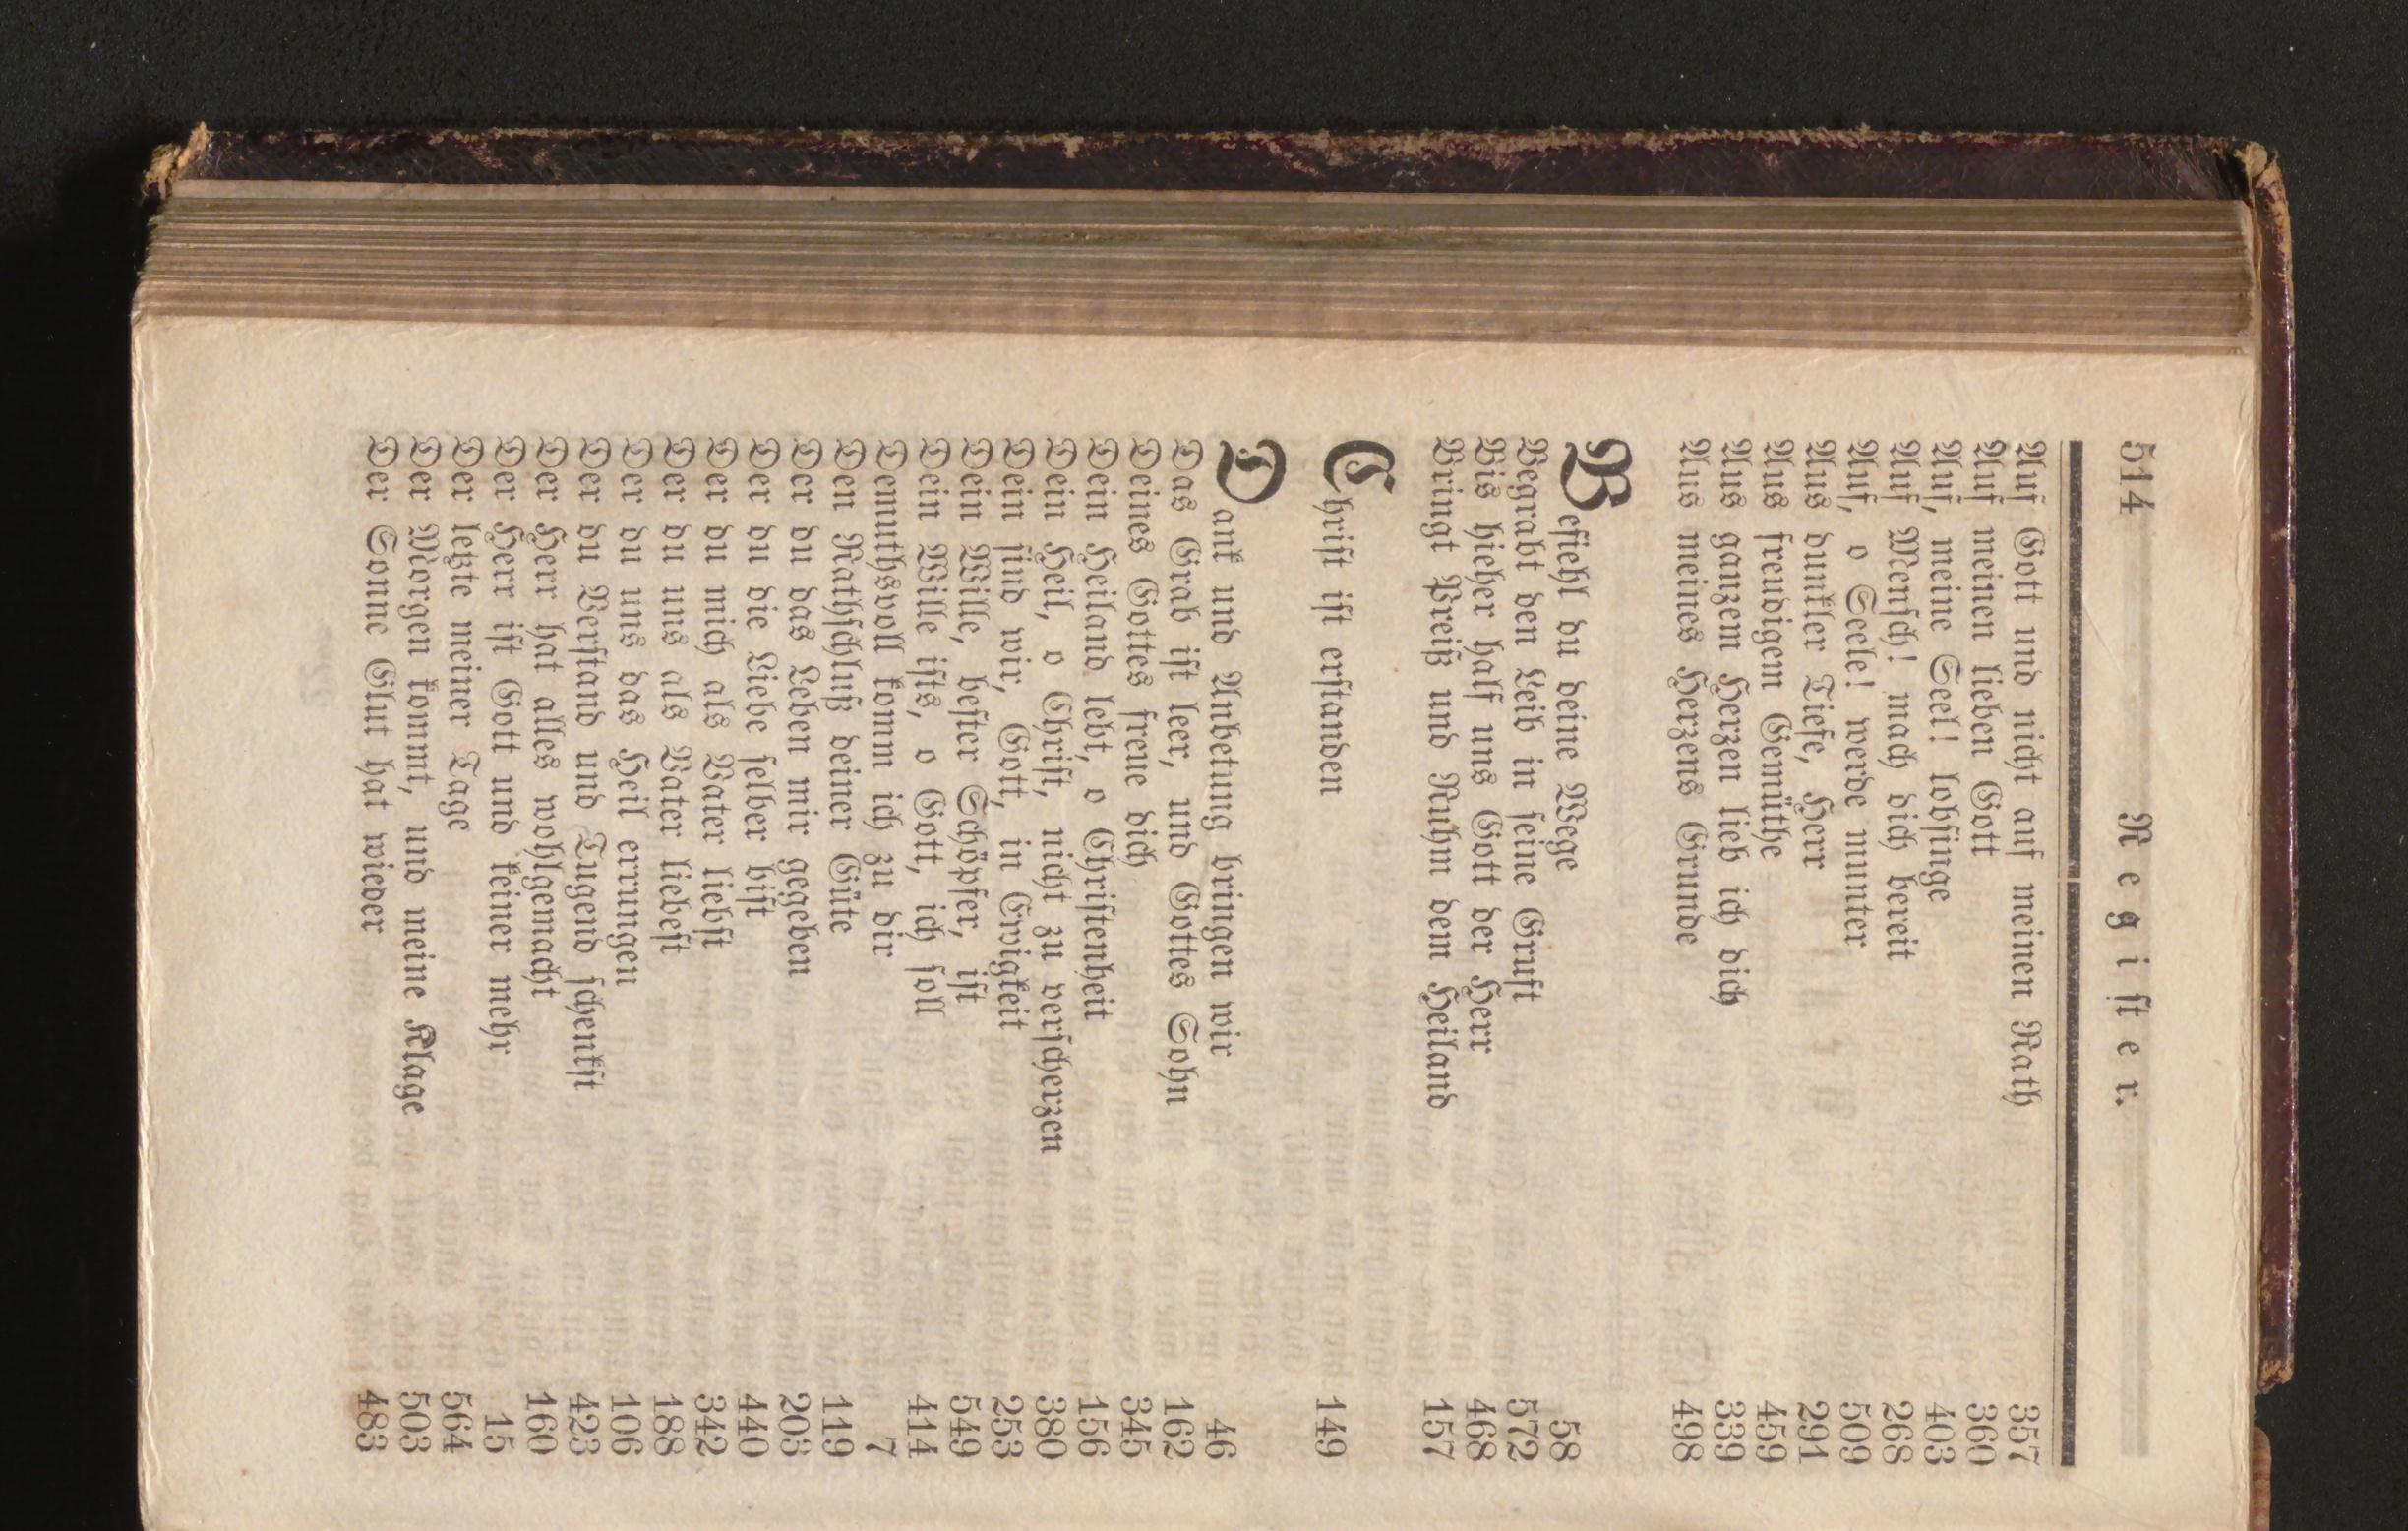 514
Register.
Auf Gott und nicht auf meinen Rath 357
Auf meinen lieben Gott 360
Auf, meine Seel! lobsinge 403
Auf, Mensch! mach dich bereit 268
Auf, o Seele! werde munter 509
Aus dunkler Tiefe, Herr 291
Aus freudigem Gemüthe 459
Aus ganzem Herzen lieb ich dich 339
Aus meines Herzens Grunde 498
Befiehl du deine Wege 58
Begrabt den Leib in seine Gruft 572
Bis hieher half uns Gott der Herr 468
Bringt Preiß und Ruhm dem Heiland 157
Christ ist erstanden 149
Dank und Anbetung bringen wir 46
Das Grab ist leer, und Gottes Sohn 162
Deines Gottes freue dich 345
Dein Heiland lebt, o Christenheit 156
Dein Heil, o Christ, nicht zu verscherzen 380
Dein sind wir, Gott, in Ewigkeit 253
Dein Wille, bester Schöpfer, ist 549
Dein Wille ists, o Gott, ich soll 414
Demuthsvoll komm ich zu dir 7
Den Rathschluß deiner Güte 119
Der du das Leben mir gegeben 203
Der du die Liebe selber bist 440
Der du mich als Vater liebst 342
Der du uns als Vater liebest 188
Der du uns das Heil errungen 106
Der du Verstand und Tugend schenkst 423
Der Herr hat alles wohlgemacht 160
Der Herr ist Gott und keiner mehr 15
Der letzte meiner Tage 564
Der Morgen kommt, und meine Klage 503
Der Sonne Glut hat wieder 483